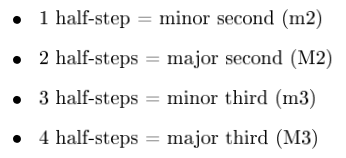 • 1 half-step = minor second (m2)
• 2 half-steps = major second (M2)
• 3 half-steps = minor third (m3)
• 4 half-steps = major third (M3)